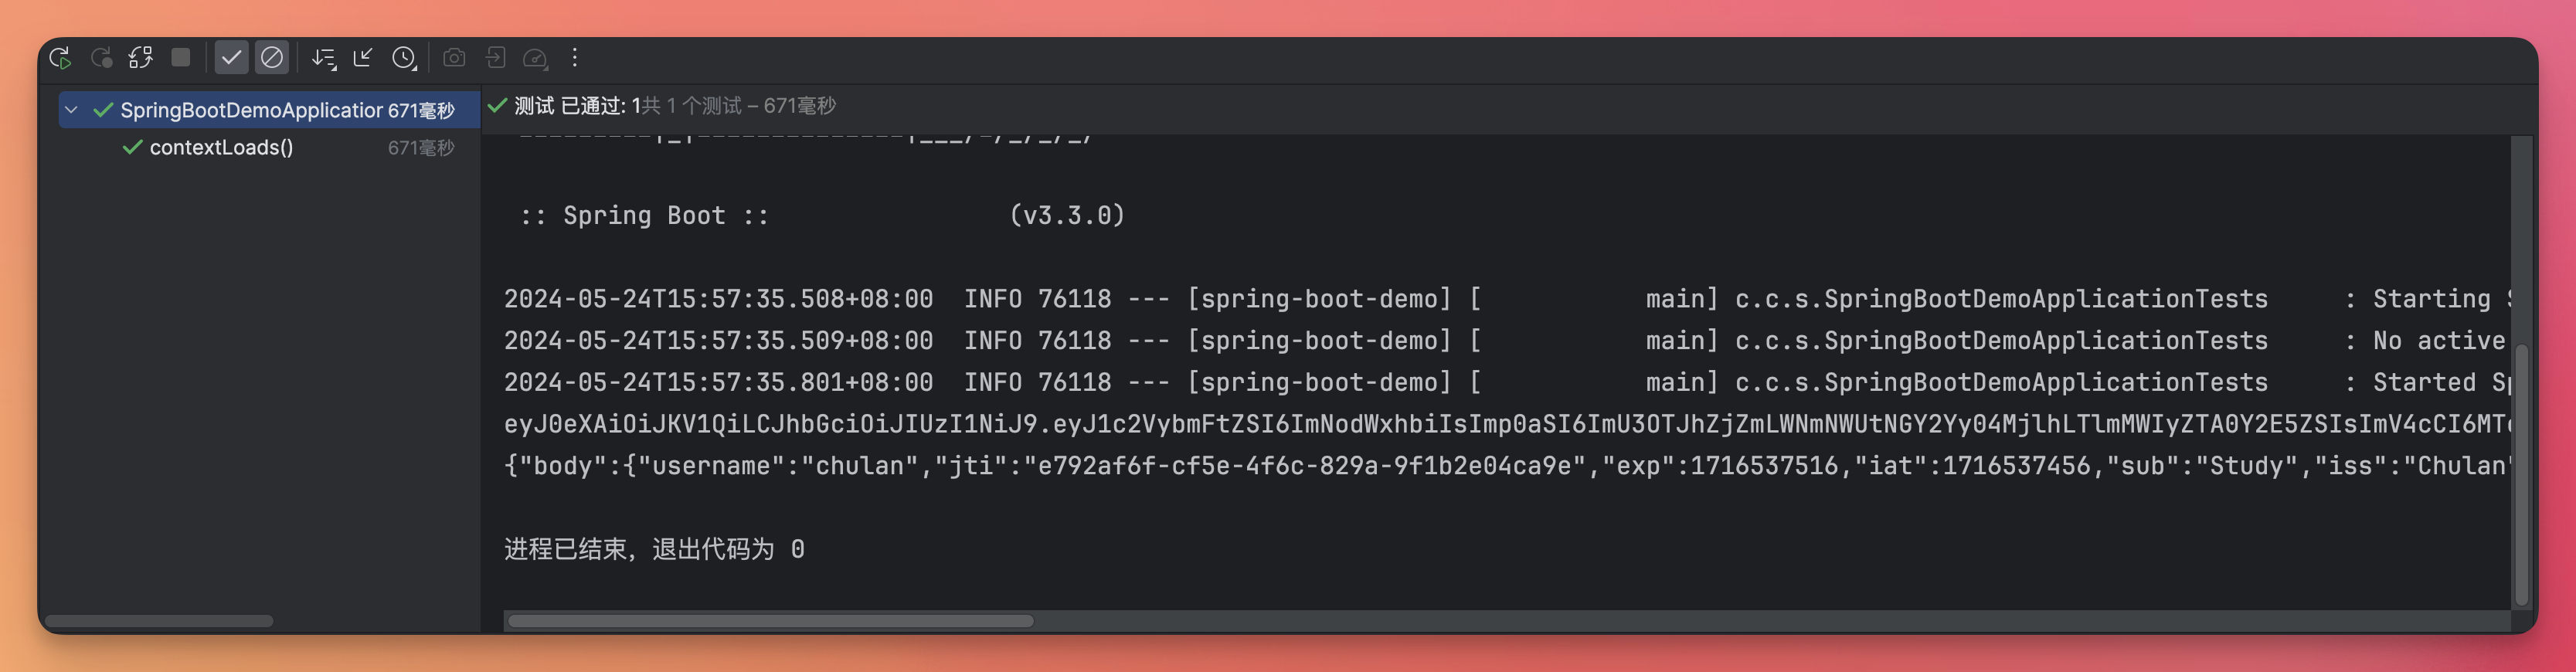 SpringBootDemoApplication 671毫秒
contextLoads() 671毫秒
测试 已通过: 1共 1 个测试 – 671毫秒
:: Spring Boot :: (v3.3.0)
2024-05-24T15:57:35.508+08:00  INFO 76118 --- [spring-boot-demo] [           main] c.c.s.SpringBootDemoApplicationTests     : Starting
2024-05-24T15:57:35.509+08:00  INFO 76118 --- [spring-boot-demo] [           main] c.c.s.SpringBootDemoApplicationTests     : No active
2024-05-24T15:57:35.801+08:00  INFO 76118 --- [spring-boot-demo] [           main] c.c.s.SpringBootDemoApplicationTests     : Started Sp
eyJ0eXAiOiJKV1QiLCJhbGciOiJIUzI1NiJ9.eyJ1c2VybmFtZSI6ImNodWxhbiIsImp0aSI6ImU3OTJhZjZmLWNmNWUtNGY2Yy04MjlhLTlmMWIyZTA0Y2E5ZSIsImV4cCI6MT
{"body":{"username":"chulan","jti":"e792af6f-cf5e-4f6c-829a-9f1b2e04ca9e","exp":1716537516,"iat":1716537456,"sub":"Study","iss":"Chulan"
进程已结束，退出代码为 0